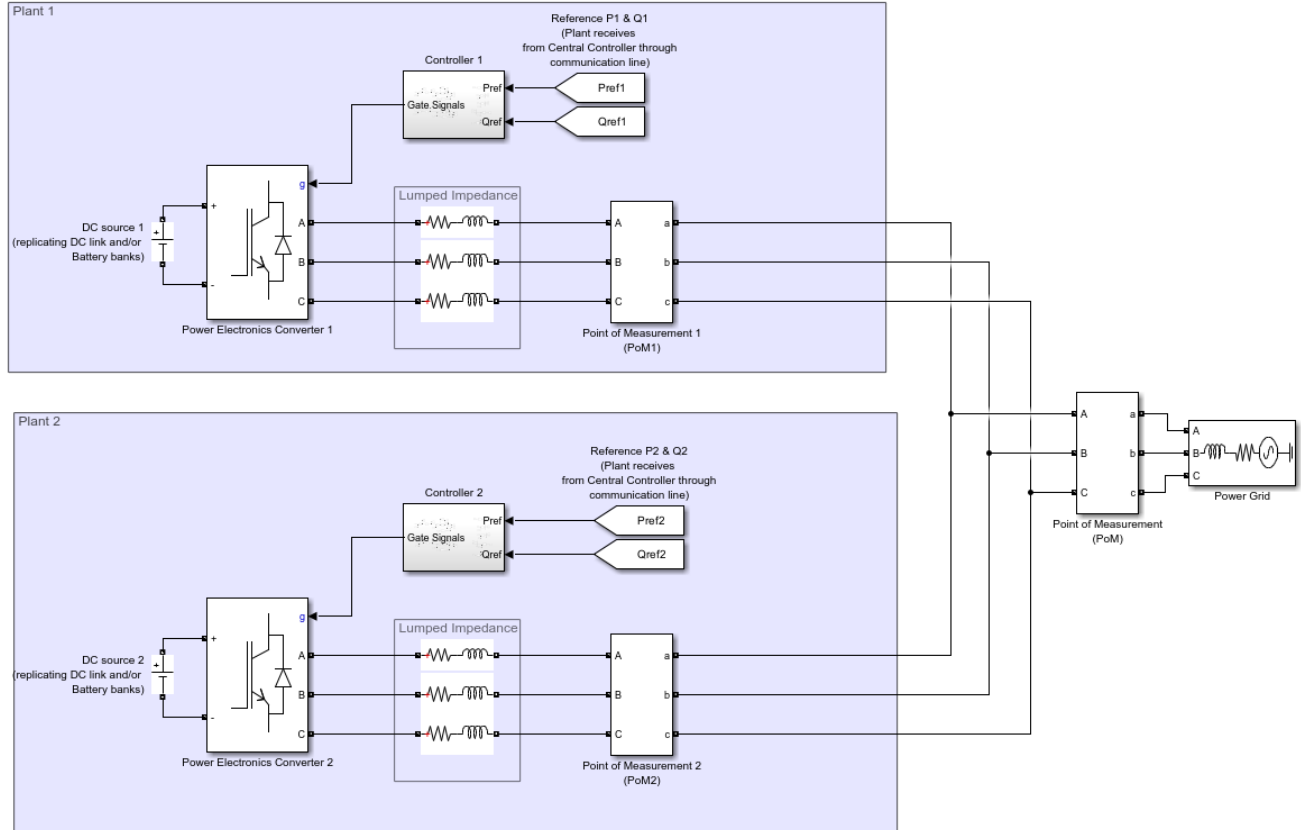 Plant 1
Reference P1 & Q1
(Plant receives
from Central Controller through
communication line)
Controller 1
Pref
Gate Signals
Qref
Pref1
Qref1
g
+
-
A
B
C
DC source 1
(replicating DC link and/or
Battery banks)
+
Power Electronics Converter 1
Lumped Impedance
A
B
C
a
b
c
Point of Measurement 1
(PoM1)
Plant 2
Reference P2 & Q2
(Plant receives
from Central Controller through
communication line)
Controller 2
Pref
Gate Signals
Qref
Pref2
Qref2
g
+
-
A
B
C
DC source 2
(replicating DC link and/or
Battery banks)
+
Power Electronics Converter 2
Lumped Impedance
A
B
C
a
b
c
Point of Measurement 2
(PoM2)
A
B
C
a
b
c
Point of Measurement
(PoM)
A
B
C
Power Grid